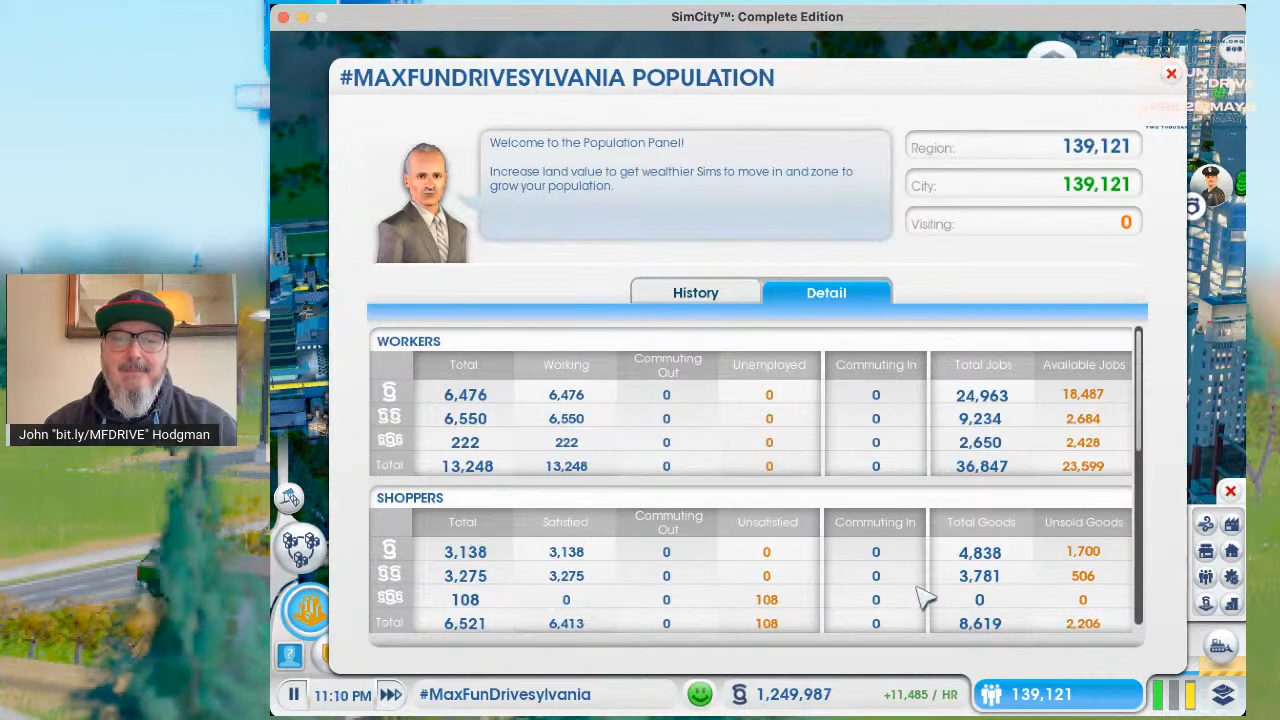 SimCity™: Complete Edition
#MAXFUNDRIVESYLVANIA POPULATION
Welcome to the Population Panel!
Increase land value to get wealthier Sims to move in and zone to
grow your population.
Region: 139,121
City: 139,121
Visiting: 0
History Detail
WORKERS
Total Working Commuting Out Unemployed Commuting In Total Jobs Available Jobs
6,476 6,476 0 0 0 24,963 18,487
6,550 6,550 0 0 0 9,234 2,684
222 222 0 0 0 2,650 2,428
Total 13,248 13,248 0 0 0 36,847 23,599
SHOPPERS
Total Satisfied Commuting Out Unsatisfied Commuting In Total Goods Unsold Goods
3,138 3,138 0 0 0 4,838 1,700
3,275 3,275 0 0 0 3,781 506
108 0 0 108 0 0 0
Total 6,521 6,413 0 108 0 8,619 2,206
John "bit.ly/MFDRIVE" Hodgman
11:10 PM #MaxFunDrivesylvania 1,249,987 +11,485 / HR 139,121